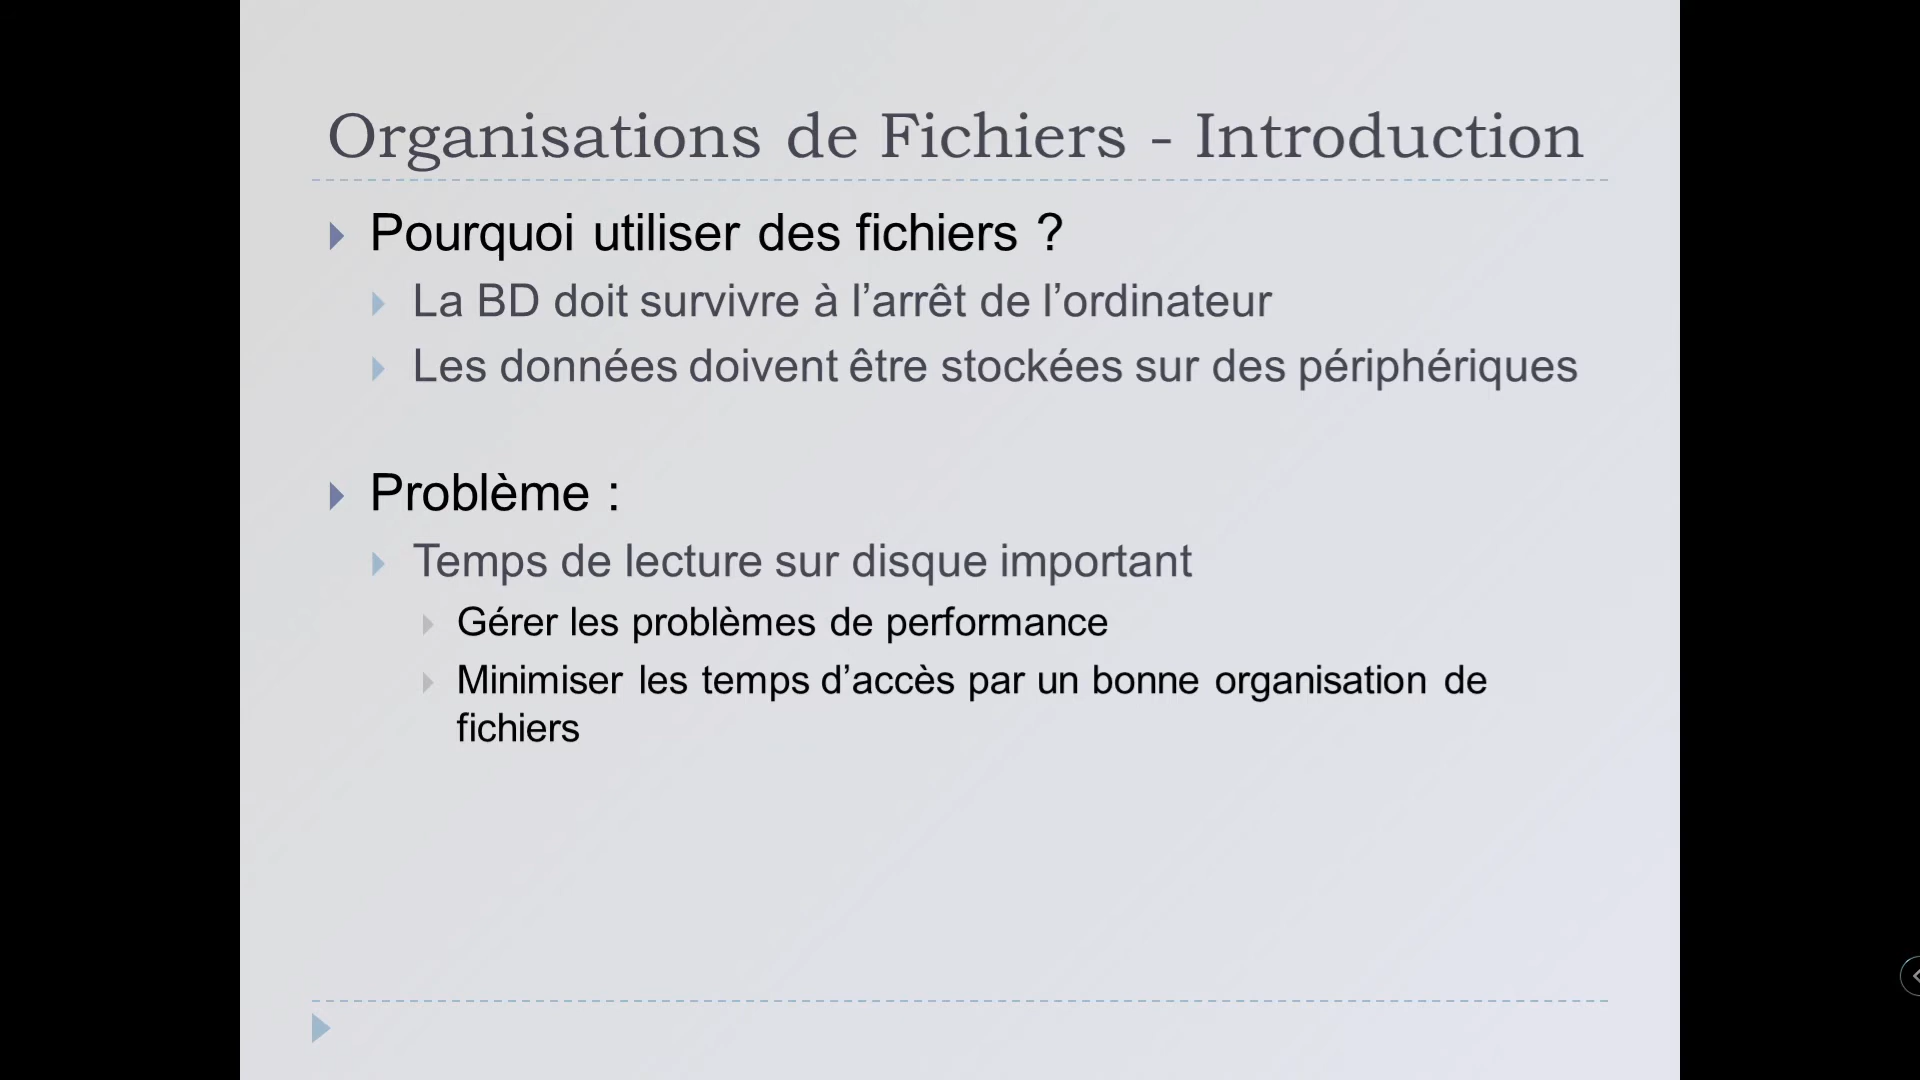 Organisations de Fichiers - Introduction
Pourquoi utiliser des fichiers ?
La BD doit survivre à l’arrêt de l’ordinateur
Les données doivent être stockées sur des périphériques
Problème :
Temps de lecture sur disque important
Gérer les problèmes de performance
Minimiser les temps d’accès par un bonne organisation de
fichiers